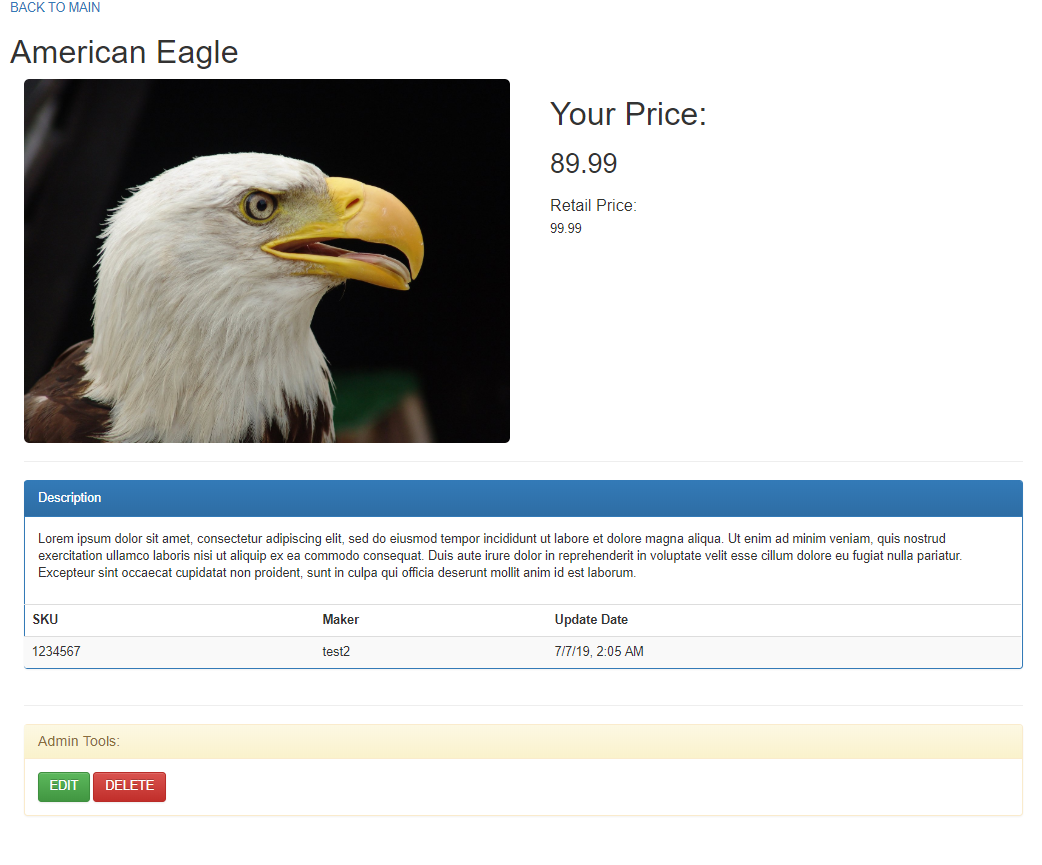 BACK TO MAIN
American Eagle
Your Price:
89.99
Retail Price:
99.99
Description
Lorem ipsum dolor sit amet, consectetur adipiscing elit, sed do eiusmod tempor incididunt ut labore et dolore magna aliqua. Ut enim ad minim veniam, quis nostrud
exercitation ullamco laboris nisi ut aliquip ex ea commodo consequat. Duis aute irure dolor in reprehenderit in voluptate velit esse cillum dolore eu fugiat nulla pariatur.
Excepteur sint occaecat cupidatat non proident, sunt in culpa qui officia deserunt mollit anim id est laborum.
SKU Maker Update Date
1234567 test2 7/7/19, 2:05 AM
Admin Tools:
EDIT DELETE